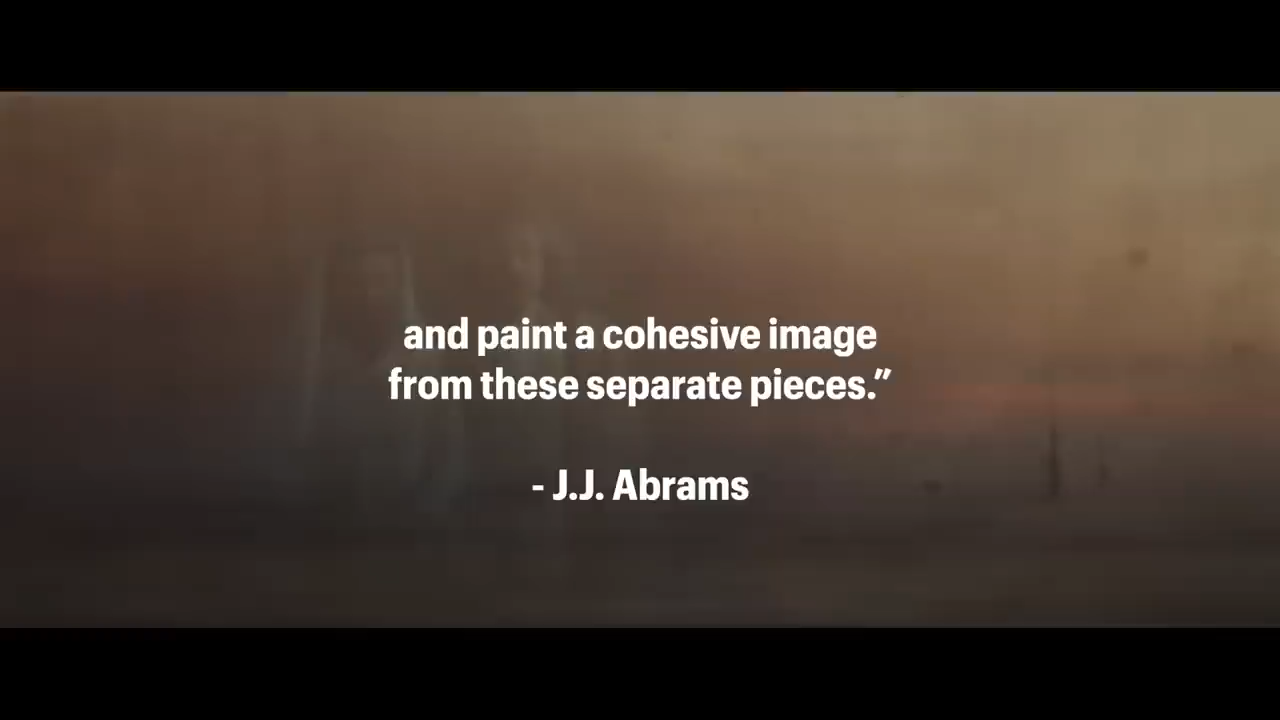 and paint a cohesive image
from these separate pieces.”
- J.J. Abrams